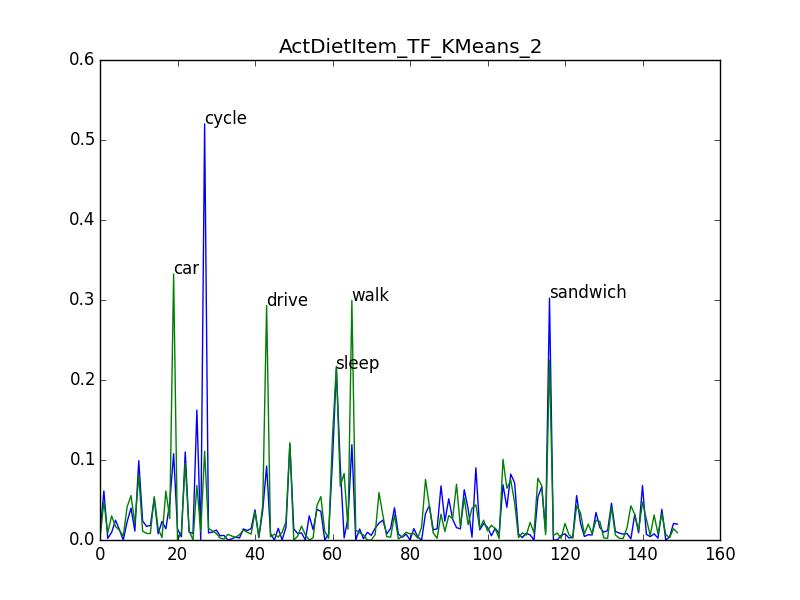 ActDietItem_TF_KMeans_2
0.6
0.5
0.4
0.3
0.2
0.1
0.0
cycle
car
drive
walk
sandwich
sleep
0 20 40 60 80 100 120 140 160